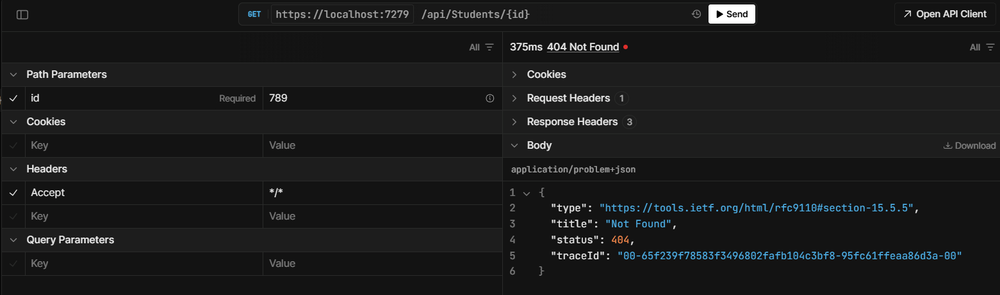 GET https://localhost:7279 /api/Students/{id} Send Open API Client
All
375ms 404 Not Found All
Path Parameters
id Required 789
Cookies
Key Value
Headers
Accept */*
Key Value
Query Parameters
Key Value
Cookies
Request Headers 1
Response Headers 3
Body Download
application/problem+json
1 {
2 "type": "https://tools.ietf.org/html/rfc9110#section-15.5.5",
3 "title": "Not Found",
4 "status": 404,
5 "traceId": "00-65f239f78583f3496802fafb104c3bf8-95fc61ffeaa86d3a-00"
6 }